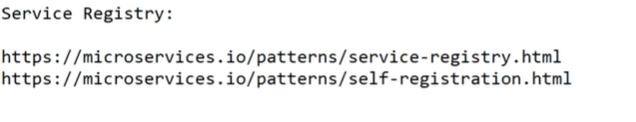 Service Registry:
https://microservices.io/patterns/service-registry.html
https://microservices.io/patterns/self-registration.html